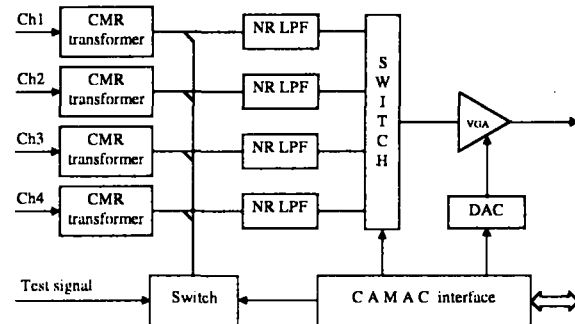 Ch1
CMR
transformer
NR LPF
Ch2
CMR
transformer
NR LPF
Ch3
CMR
transformer
NR LPF
Ch4
CMR
transformer
NR LPF
S
W
I
T
C
H
VGA
DAC
Test signal
Switch
CAMAC interface